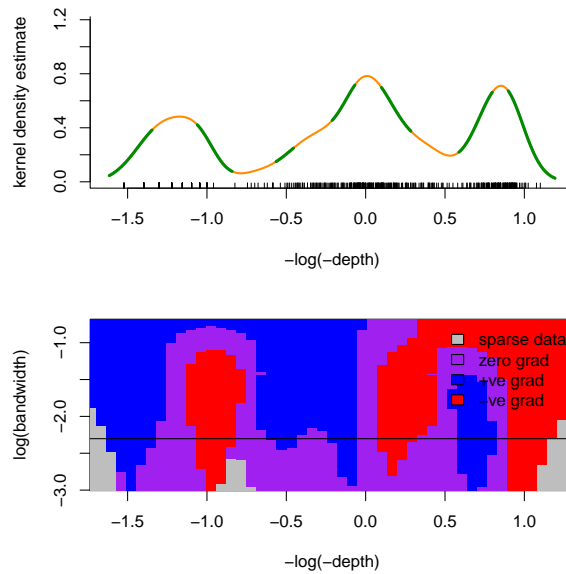 kernel density estimate
1.2
0.8
0.4
0.0
−1.5 −1.0 −0.5 0.0 0.5 1.0
−log(−depth)
log(bandwidth)
−1.0
−2.0
−3.0
sparse data
zero grad
+ve grad
−ve grad
−1.5 −1.0 −0.5 0.0 0.5 1.0
−log(−depth)